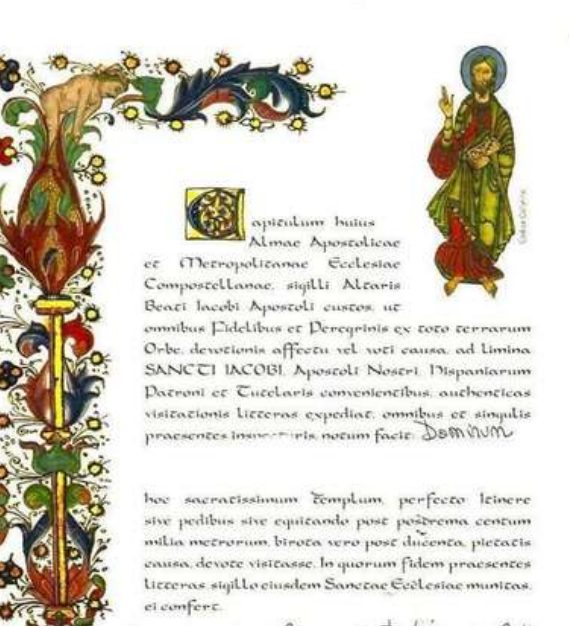 Capitulum huius
Almae Apostolicae
et Metropolitanae Ecclesiae
Compostellanae, sigilli Altaris
Beati Iacobi Apostoli custos, ut
omnibus Fidelibus et Peregrinis ex toto terrarum
Orbe, devotionis affectu vel voti causa, ad limina
SANCTI IACOBI, Apostoli Nostri, Hispaniarum
Patroni et Tutelaris convenientibus, authenticas
visitationis litteras expediat, omnibus et singulis
praesentes notum facit: Dominum
hoc sacratissimum Templum, perfecto Itinere
sive pedibus sive equitando post postrema centum
milia metrorum, birota vero post ducenta, pietatis
causa, devote visitasse. In quorum fidem praesentes
litteras sigillo eiusdem Sanctae Ecclesiae munitas,
ei confert.